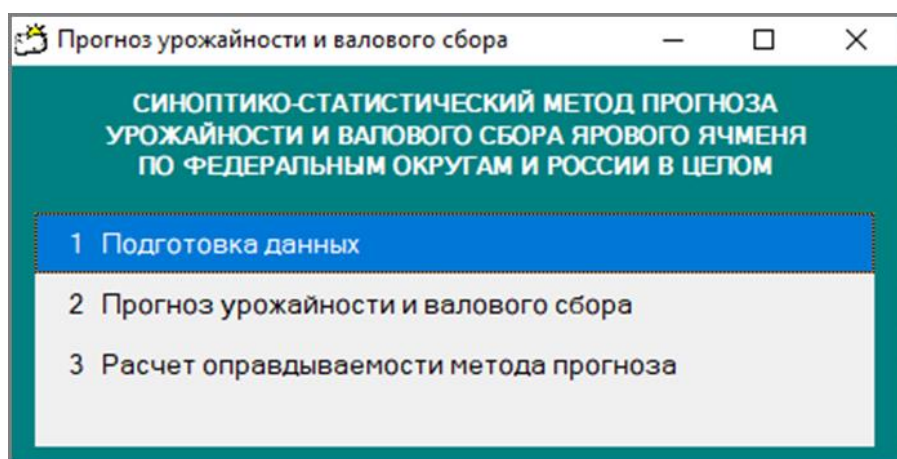 Прогноз урожайности и валового сбора
СИНОПТИКО-СТАТИСТИЧЕСКИЙ МЕТОД ПРОГНОЗА
УРОЖАЙНОСТИ И ВАЛОВОГО СБОРА ЯРОВОГО ЯЧМЕНЯ
ПО ФЕДЕРАЛЬНЫМ ОКРУГАМ И РОССИИ В ЦЕЛОМ
1 Подготовка данных
2 Прогноз урожайности и валового сбора
3 Расчет оправдываемости метода прогноза